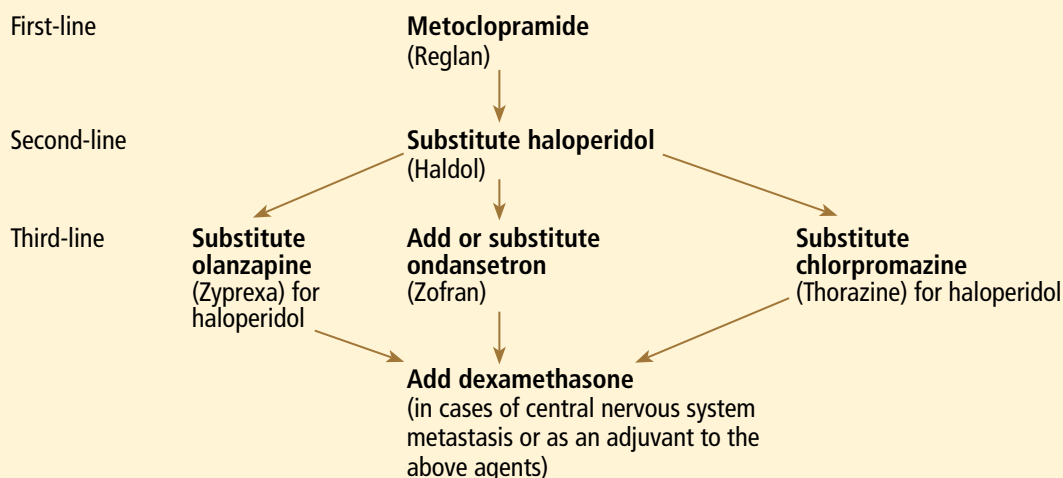 First-line
Metoclopramide
(Reglan)
Second-line
Substitute haloperidol
(Haldol)
Third-line
Substitute
olanzapine
(Zyprexa) for
haloperidol
Add or substitute
ondansetron
(Zofran)
Substitute
chlorpromazine
(Thorazine) for haloperidol
Add dexamethasone
(in cases of central nervous system
metastasis or as an adjuvant to the
above agents)